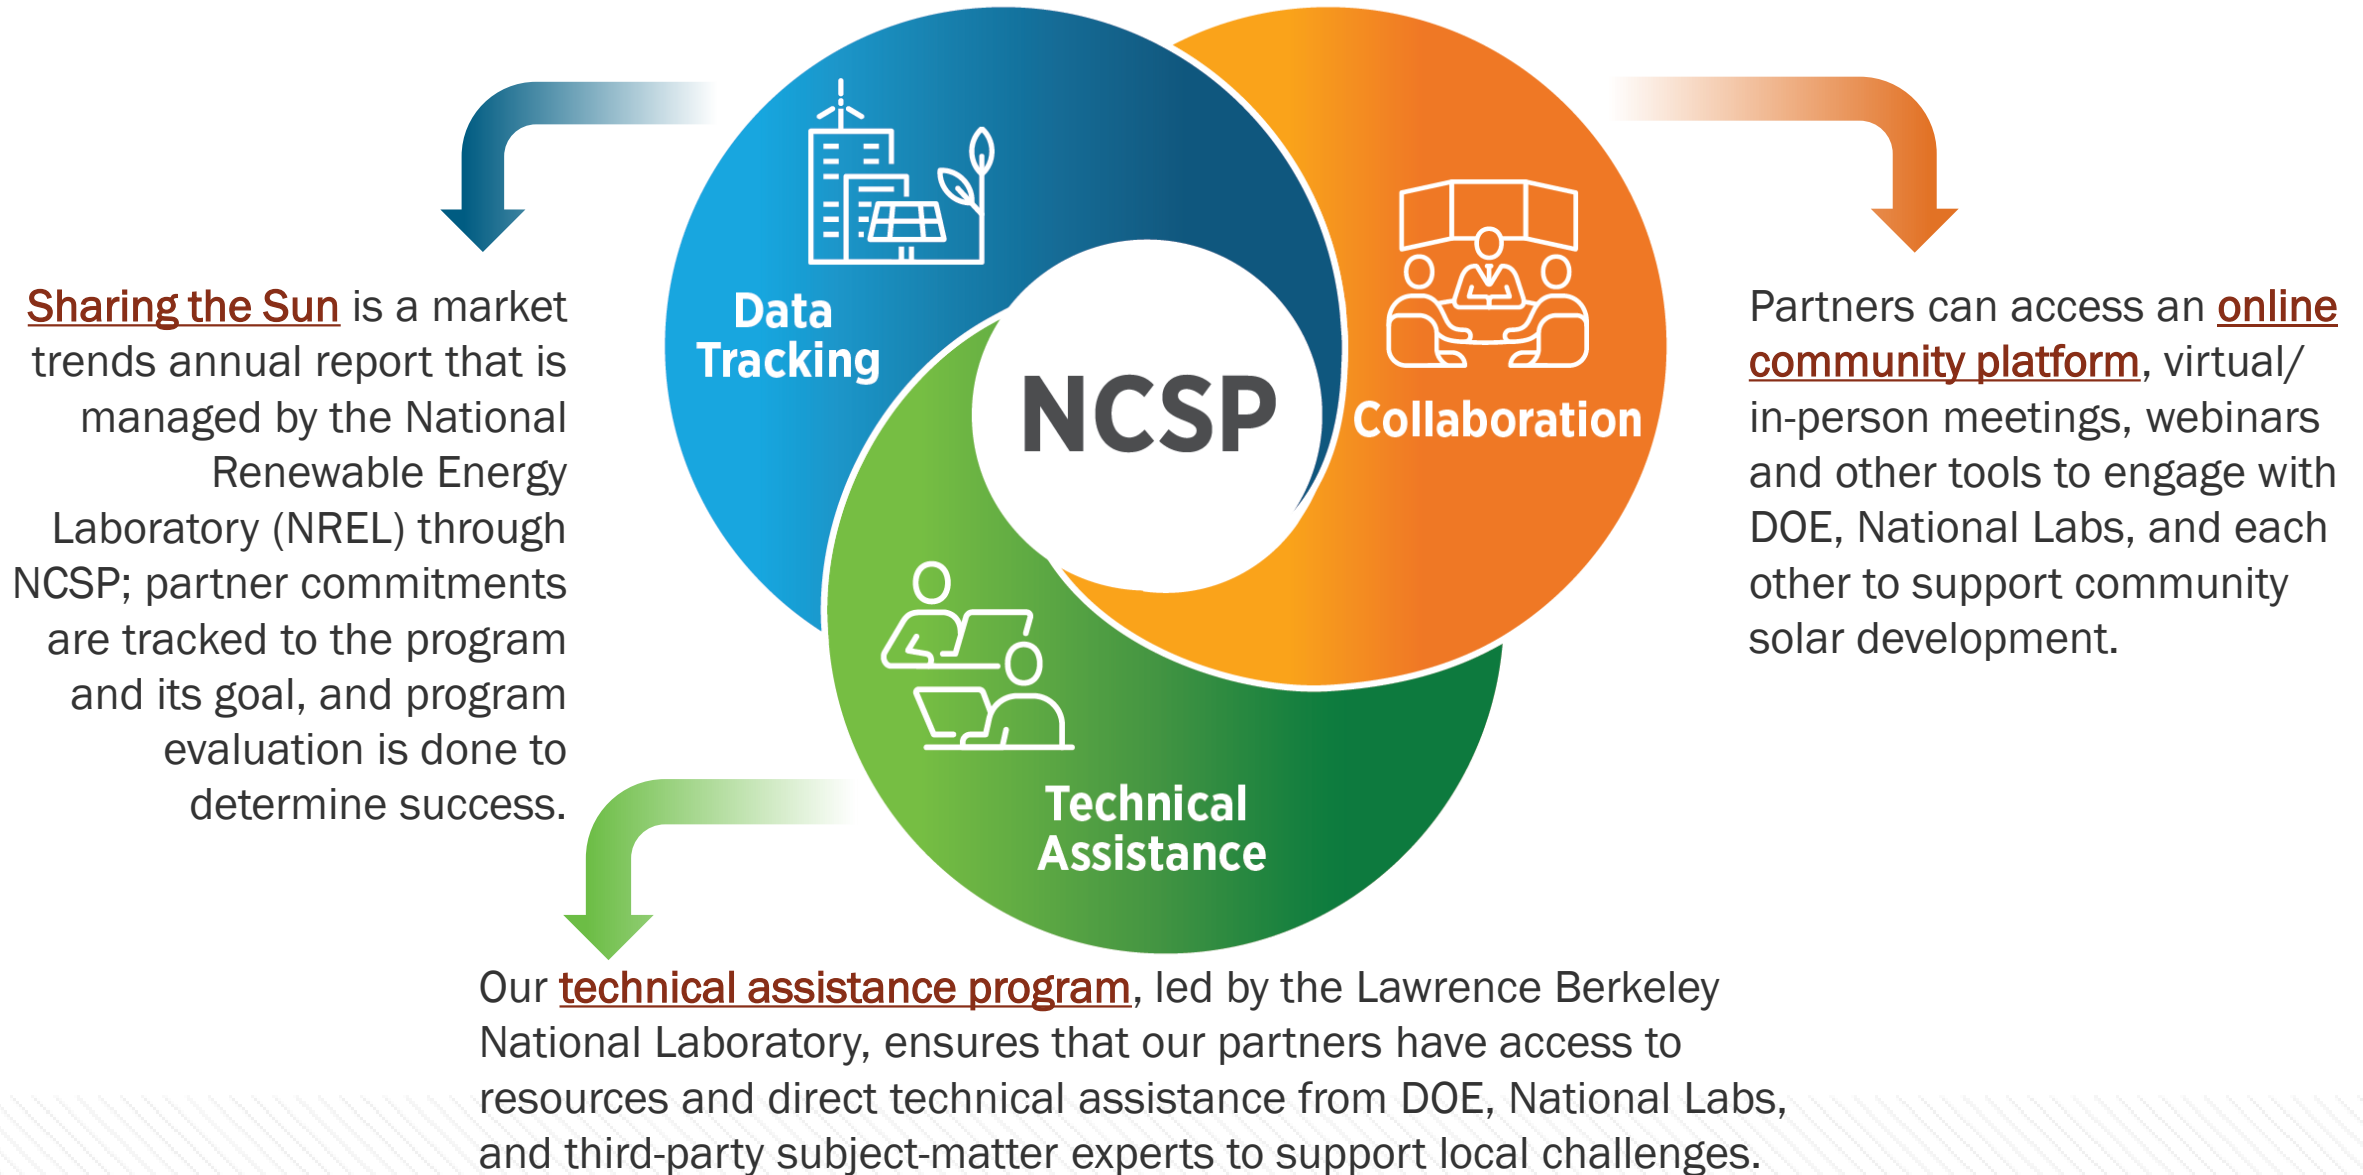 Data
Tracking
NCSP
Collaboration
Technical
Assistance
Sharing the Sun is a market
trends annual report that is
managed by the National
Renewable Energy
Laboratory (NREL) through
NCSP; partner commitments
are tracked to the program
and its goal, and program
evaluation is done to
determine success.
Partners can access an online
community platform, virtual/
in-person meetings, webinars
and other tools to engage with
DOE, National Labs, and each
other to support community
solar development.
Our technical assistance program, led by the Lawrence Berkeley
National Laboratory, ensures that our partners have access to
resources and direct technical assistance from DOE, National Labs,
and third-party subject-matter experts to support local challenges.